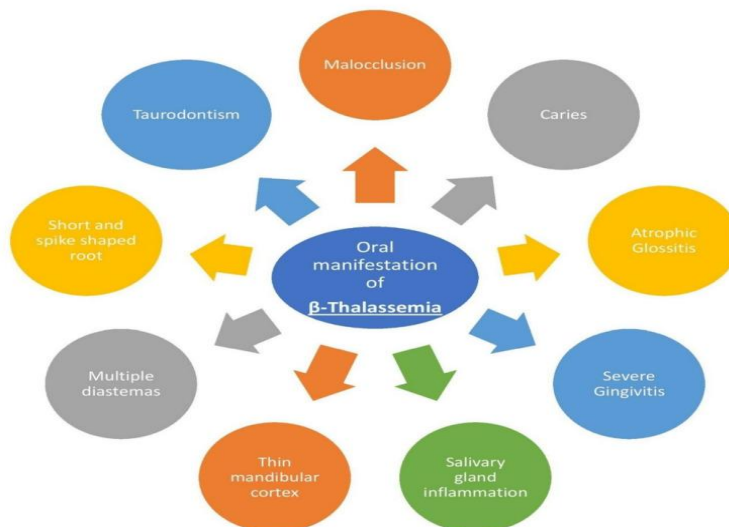 Malocclusion
Caries
Atrophic
Glossitis
Severe
Gingivitis
Salivary
gland
inflammation
Thin
mandibular
cortex
Multiple
diastemas
Short and
spike shaped
root
Taurodontism
Oral
manifestation
of
β-Thalassemia